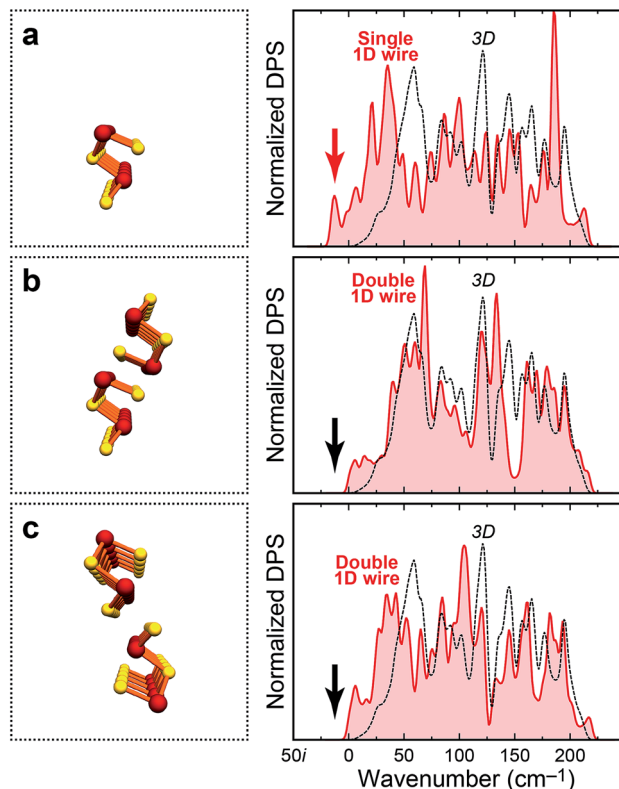 a
Normalized DPS
Single
1D wire
3D
b
Normalized DPS
Double
1D wire
3D
c
Normalized DPS
Double
1D wire
3D
50i 0 50 100 150 200
Wavenumber (cm⁻¹)